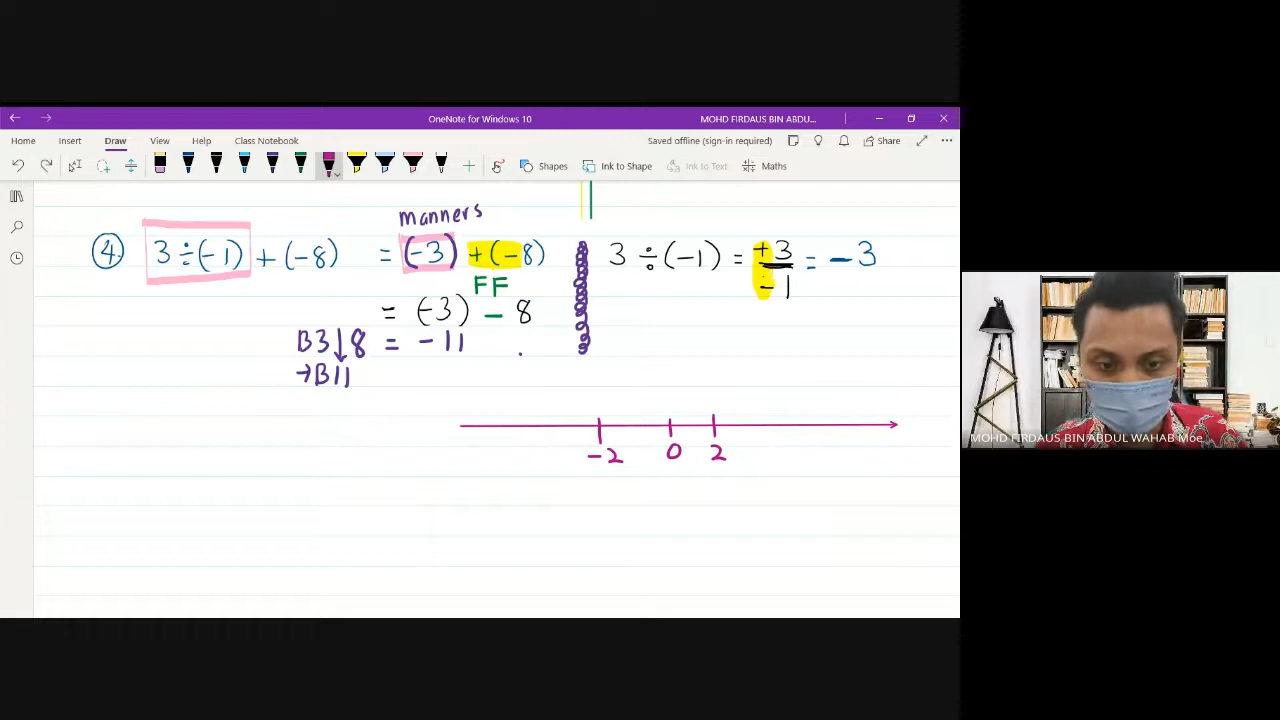 OneNote for Windows 10
MOHD FIRDAUS BIN ABDU...
Home Insert Draw View Help Class Notebook
Saved offline (sign-in required)
Share
Shapes Ink to Shape Ink to Text Maths
manners
④ 3 ÷ (-1) + (-8) = (-3) + (-8)
FF
= (-3) - 8
B3↓8 = -11
→B11
3 ÷ (-1) = +3/-1 = -3
-2 0 2
MOHD FIRDAUS BIN ABDUL WAHAB Moe